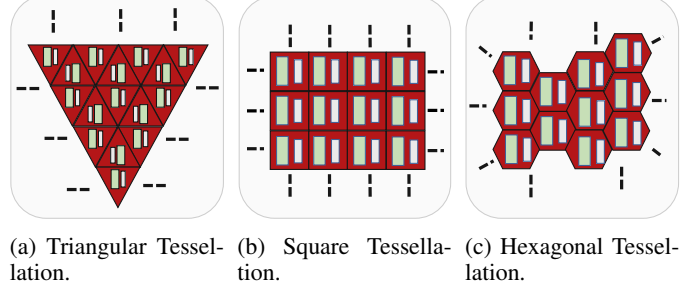 (a) Triangular Tessel-
lation.
(b) Square Tessella-
tion.
(c) Hexagonal Tessel-
lation.